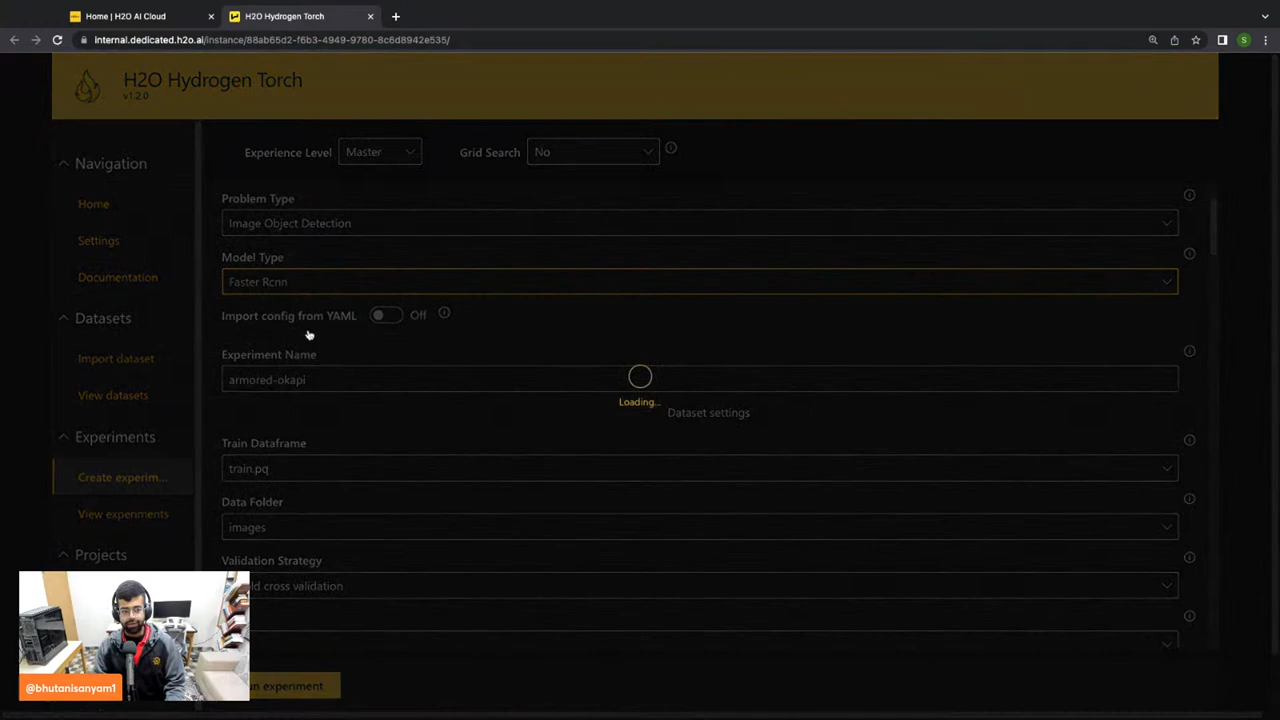 Home | H2O AI Cloud
H2O Hydrogen Torch
internal.dedicated.h2o.ai/instance/88ab65d2-f6b3-4949-9780-8c6d8942e535/
S
H2O Hydrogen Torch
v1.2.0
Navigation
Home
Settings
Documentation
Datasets
Import dataset
View datasets
Experiments
Create experim...
View experiments
Projects
Experience Level
Master
Grid Search
No
Problem Type
Image Object Detection
Model Type
Faster Rcnn
Import config from YAML
Off
Experiment Name
armored-okapi
Loading...
Dataset settings
Train Dataframe
train.pq
Data Folder
images
Validation Strategy
ld cross validation
n experiment
@bhutanisanyam1